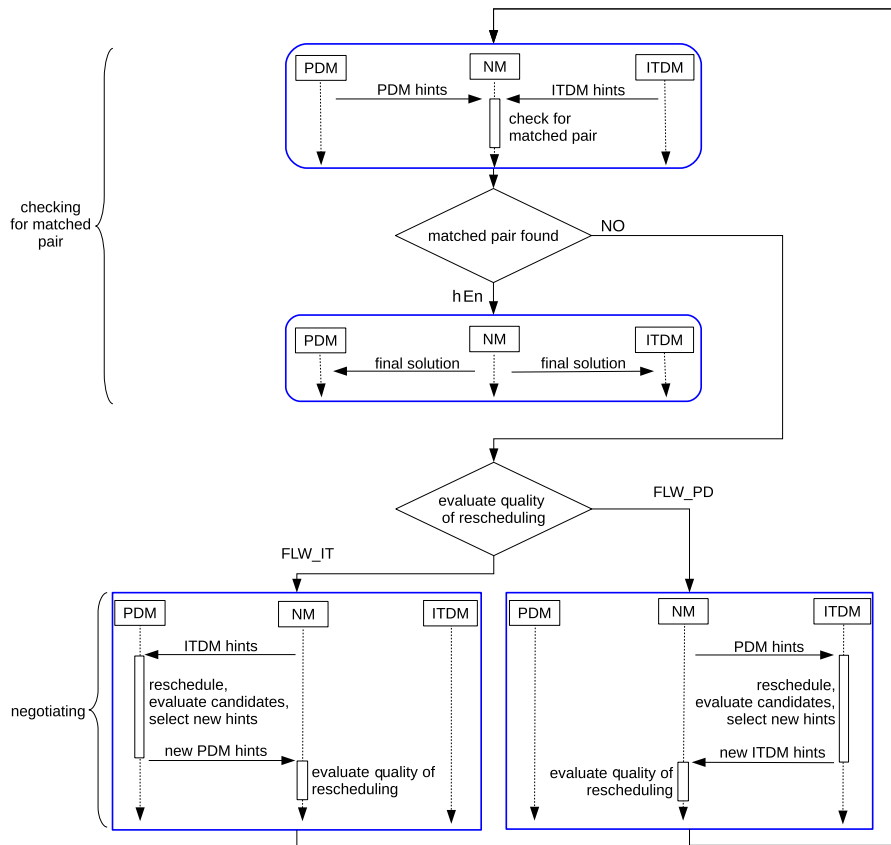 PDM
NM
ITDM
PDM hints
ITDM hints
check for
matched pair
checking
for matched
pair
matched pair found
NO
hEn
PDM
NM
ITDM
final solution
final solution
evaluate quality
of rescheduling
FLW_PD
FLW_IT
negotiating
PDM
NM
ITDM
ITDM hints
reschedule,
evaluate candidates,
select new hints
new PDM hints
evaluate quality of
rescheduling
PDM
NM
ITDM
PDM hints
reschedule,
evaluate candidates,
select new hints
new ITDM hints
evaluate quality of
rescheduling